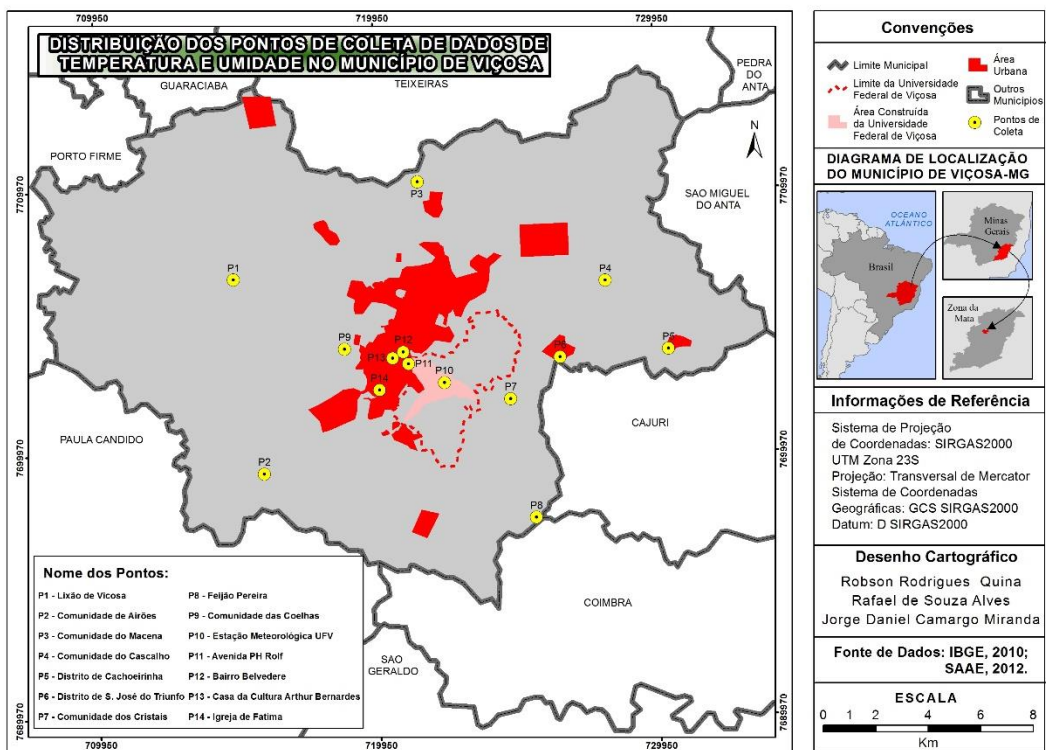 709950
719950
729950
DISTRIBUIÇÃO DOS PONTOS DE COLETA DE DADOS DE
TEMPERATURA E UMIDADE NO MUNICÍPIO DE VIÇOSA
GUARACIABA
TEIXEIRAS
PEDRA
DO
ANTA
PORTO FIRME
N
7709970
7709970
P3
SAO MIGUEL
DO ANTA
P1
P4
P9
P12
P13
P11
P6
P5
P14
P10
P7
PAULA CANDIDO
CAJURI
7699970
7699970
P2
P8
COIMBRA
SAO
GERALDO
7689970
7689970
Nome dos Pontos:
P1 - Lixão de Vicosa
P2 - Comunidade de Airões
P3 - Comunidade do Macena
P4 - Comunidade do Cascalho
P5 - Distrito de Cachoeirinha
P6 - Distrito de S. José do Triunfo
P7 - Comunidade dos Cristais
P8 - Feijão Pereira
P9 - Comunidade das Coelhas
P10 - Estação Meteorológica UFV
P11 - Avenida PH Rolf
P12 - Bairro Belvedere
P13 - Casa da Cultura Arthur Bernardes
P14 - Igreja de Fatima
709950
719950
729950
Convenções
Limite Municipal
Limite da Universidade
Federal de Viçosa
Área Construída
da Universidade
Federal de Viçosa
Área
Urbana
Outros
Municípios
Pontos de
Coleta
DIAGRAMA DE LOCALIZAÇÃO
DO MUNICÍPIO DE VIÇOSA-MG
OCEANO
ATLÂNTICO
Brasil
Minas
Gerais
Zona da
Mata
Informações de Referência
Sistema de Projeção
de Coordenadas: SIRGAS2000
UTM Zona 23S
Projeção: Transversal de Mercator
Sistema de Coordenadas
Geográficas: GCS SIRGAS2000
Datum: D SIRGAS2000
Desenho Cartográfico
Robson Rodrigues Quina
Rafael de Souza Alves
Jorge Daniel Camargo Miranda
Fonte de Dados: IBGE, 2010;
SAAE, 2012.
ESCALA
0 1 2 4 6 8
Km